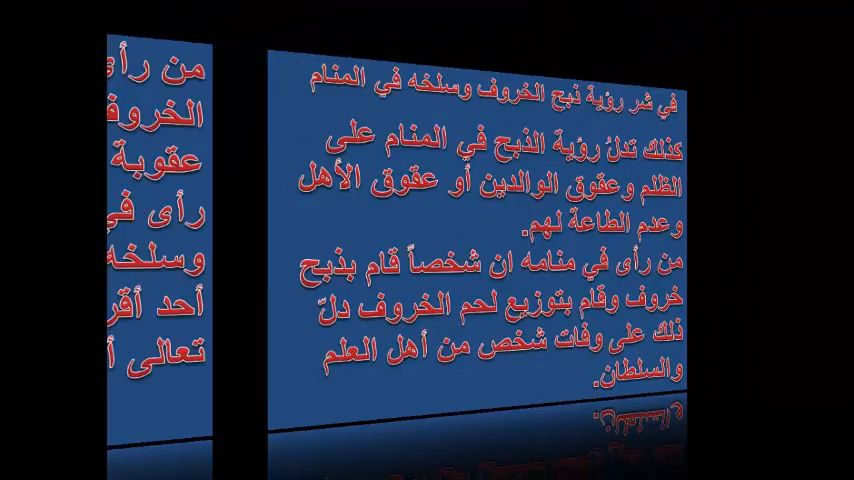 في شر رؤية ذبح الخروف وسلخه في المنام
كذلك تدلُ رؤية الذبح في المنام على
الظلم وعقوق الوالدين أو عقوق الأهل
وعدم الطاعة لهم.
من رأى في منامه ان شخصاً قام بذبح
خروف وقام بتوزيع لحم الخروف دلّ
ذلك على وفات شخص من أهل العلم
والسلطان.
من رأى
الخروف
عقوبة
رأى في
وسلخه
أحد
تعالى